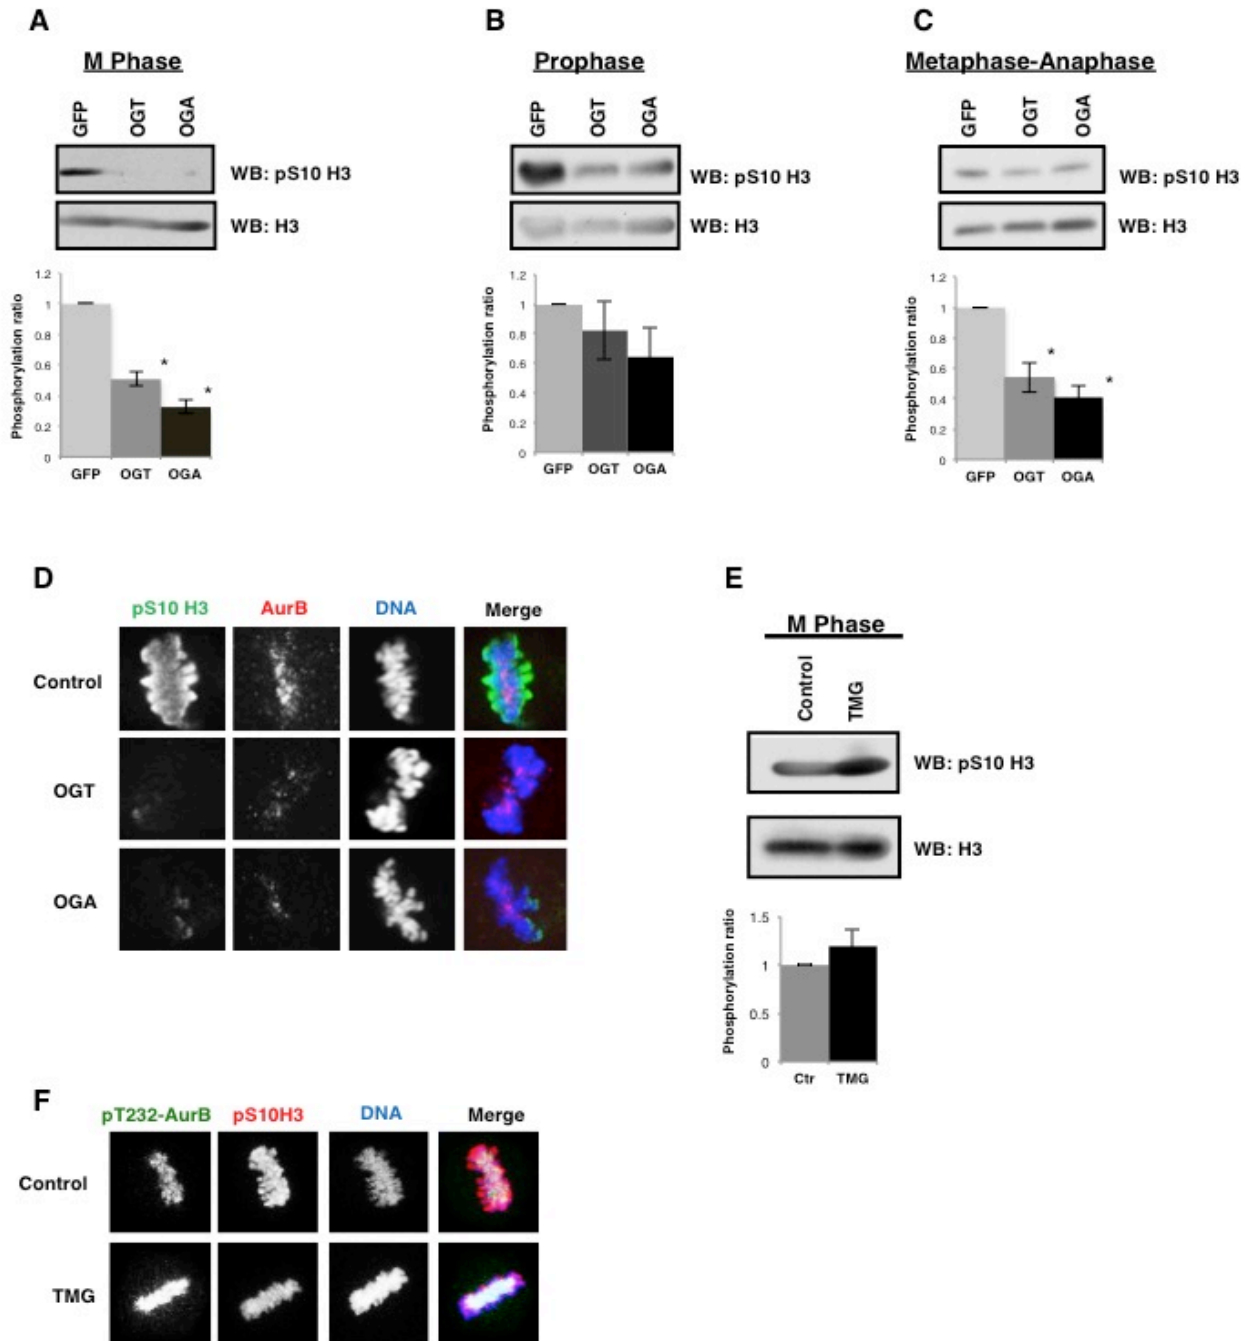 A
M Phase
GFP OGT OGA
WB: pS10 H3
WB: H3
Phosphorylation ratio
1.2
1
0.8
0.6
0.4
0.2
0
*
*
GFP OGT OGA
B
Prophase
GFP OGT OGA
WB: pS10 H3
WB: H3
Phosphorylation ratio
1.2
1
0.8
0.6
0.4
0.2
0
GFP OGT OGA
C
Metaphase-Anaphase
GFP OGT OGA
WB: pS10 H3
WB: H3
Phosphorylation ratio
1.2
1
0.8
0.6
0.4
0.2
0
*
*
GFP OGT OGA
D
pS10 H3 AurB DNA Merge
Control
OGT
OGA
E
M Phase
Control TMG
WB: pS10 H3
WB: H3
Phosphorylation ratio
1.5
1
0.5
0
Ctr TMG
F
pT232-AurB pS10H3 DNA Merge
Control
TMG